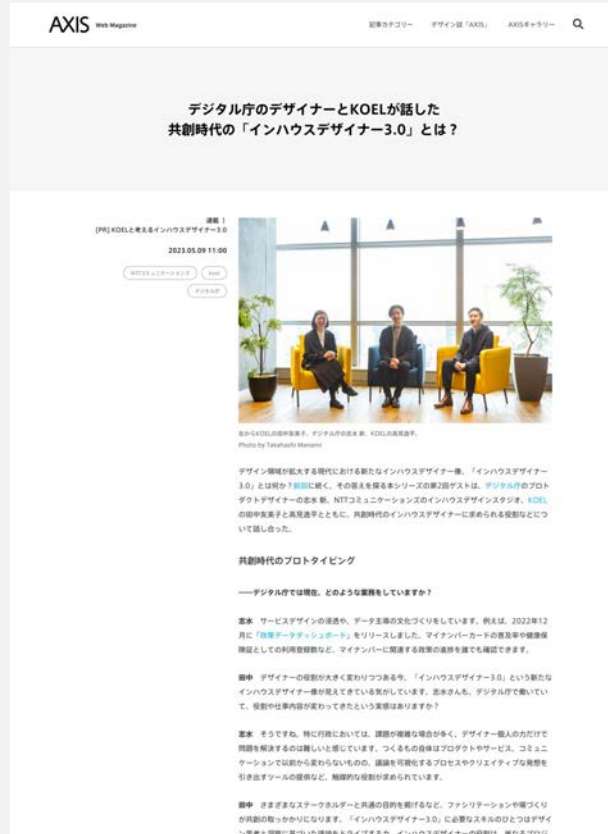 AXIS Web Magazine
記事カテゴリー デザイン誌「AXIS」 AXISギャラリー
デジタル庁のデザイナーとKOELが話した
共創時代の「インハウスデザイナー3.0」とは？
連載 ｜
[PR] KOELと考えるインハウスデザイナー3.0
2023.05.09 11:00
NTTコミュニケーションズ koel
デジタル庁
左からKOELの田中友美子、デジタル庁の志水 新、KOELの高見逸平。
Photo by Takahashi Manami
デザイン領域が拡大する現代における新たなインハウスデザイナー像、「インハウスデザイナー
3.0」とは何か？前回に続く、その答えを探る本シリーズの第2回ゲストは、デジタル庁のプロト
ダクトデザイナーの志水 新。NTTコミュニケーションズのインハウスデザインスタジオ、KOEL
の田中友美子と高見逸平とともに、共創時代のインハウスデザイナーに求められる役割などにつ
いて話し合った。
共創時代のプロトタイピング
――デジタル庁では現在、どのような業務をしていますか？
志水 サービスデザインの浸透や、データ主導の文化づくりをしています。例えば、2022年12
月に「政策データダッシュボード」をリリースしました。マイナンバーカードの普及率や健康保
険証としての利用登録数など、マイナンバーに関連する政策の進捗を誰でも確認できます。
田中 デザイナーの役割が大きく変わりつつある今、「インハウスデザイナー3.0」という新たな
インハウスデザイナー像が見えてきている気がしています。志水さんも、デジタル庁で働いてい
て、役割や仕事内容が変わってきたという実感はありますか？
志水 そうですね。特に行政においては、課題が複雑な場合が多く、デザイナー個人の力だけで
問題を解決するのは難しいと感じています。つくるもの自体はプロダクトやサービス、コミュニ
ケーションで以前から変わらないものの、議論を可視化するプロセスやクリエイティブな発想を
引き出すツールの提供など、触媒的な役割が求められています。
田中 さまざまなステークホルダーと共通の目的を掲げるなど、ファシリテーションや場づくり
が共創の取っかかりになります。「インハウスデザイナー3.0」に必要なスキルのひとつはデザイ